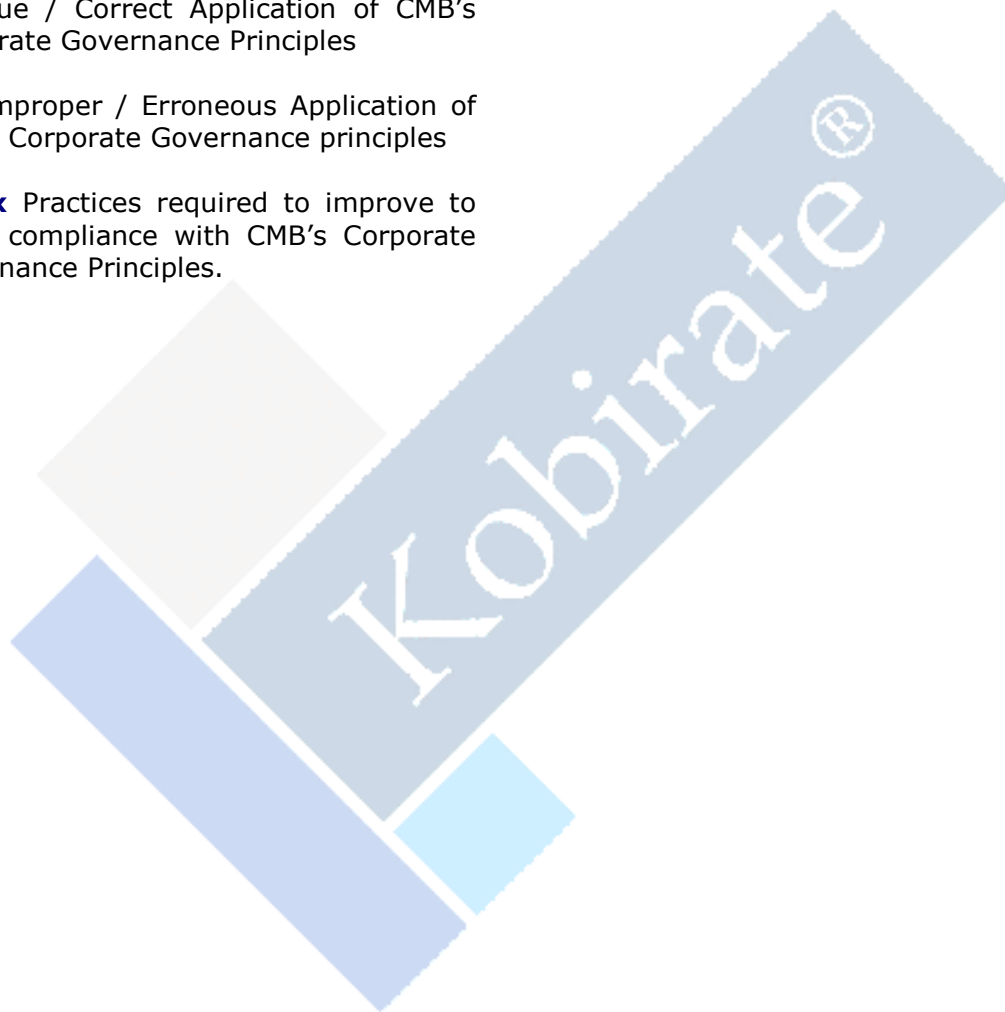 ue / Correct Application of CMB's
rate Governance Principles
mproper / Erroneous Application of
Corporate Governance principles
x Practices required to improve to
compliance with CMB's Corporate
nance Principles.
Kobirate®